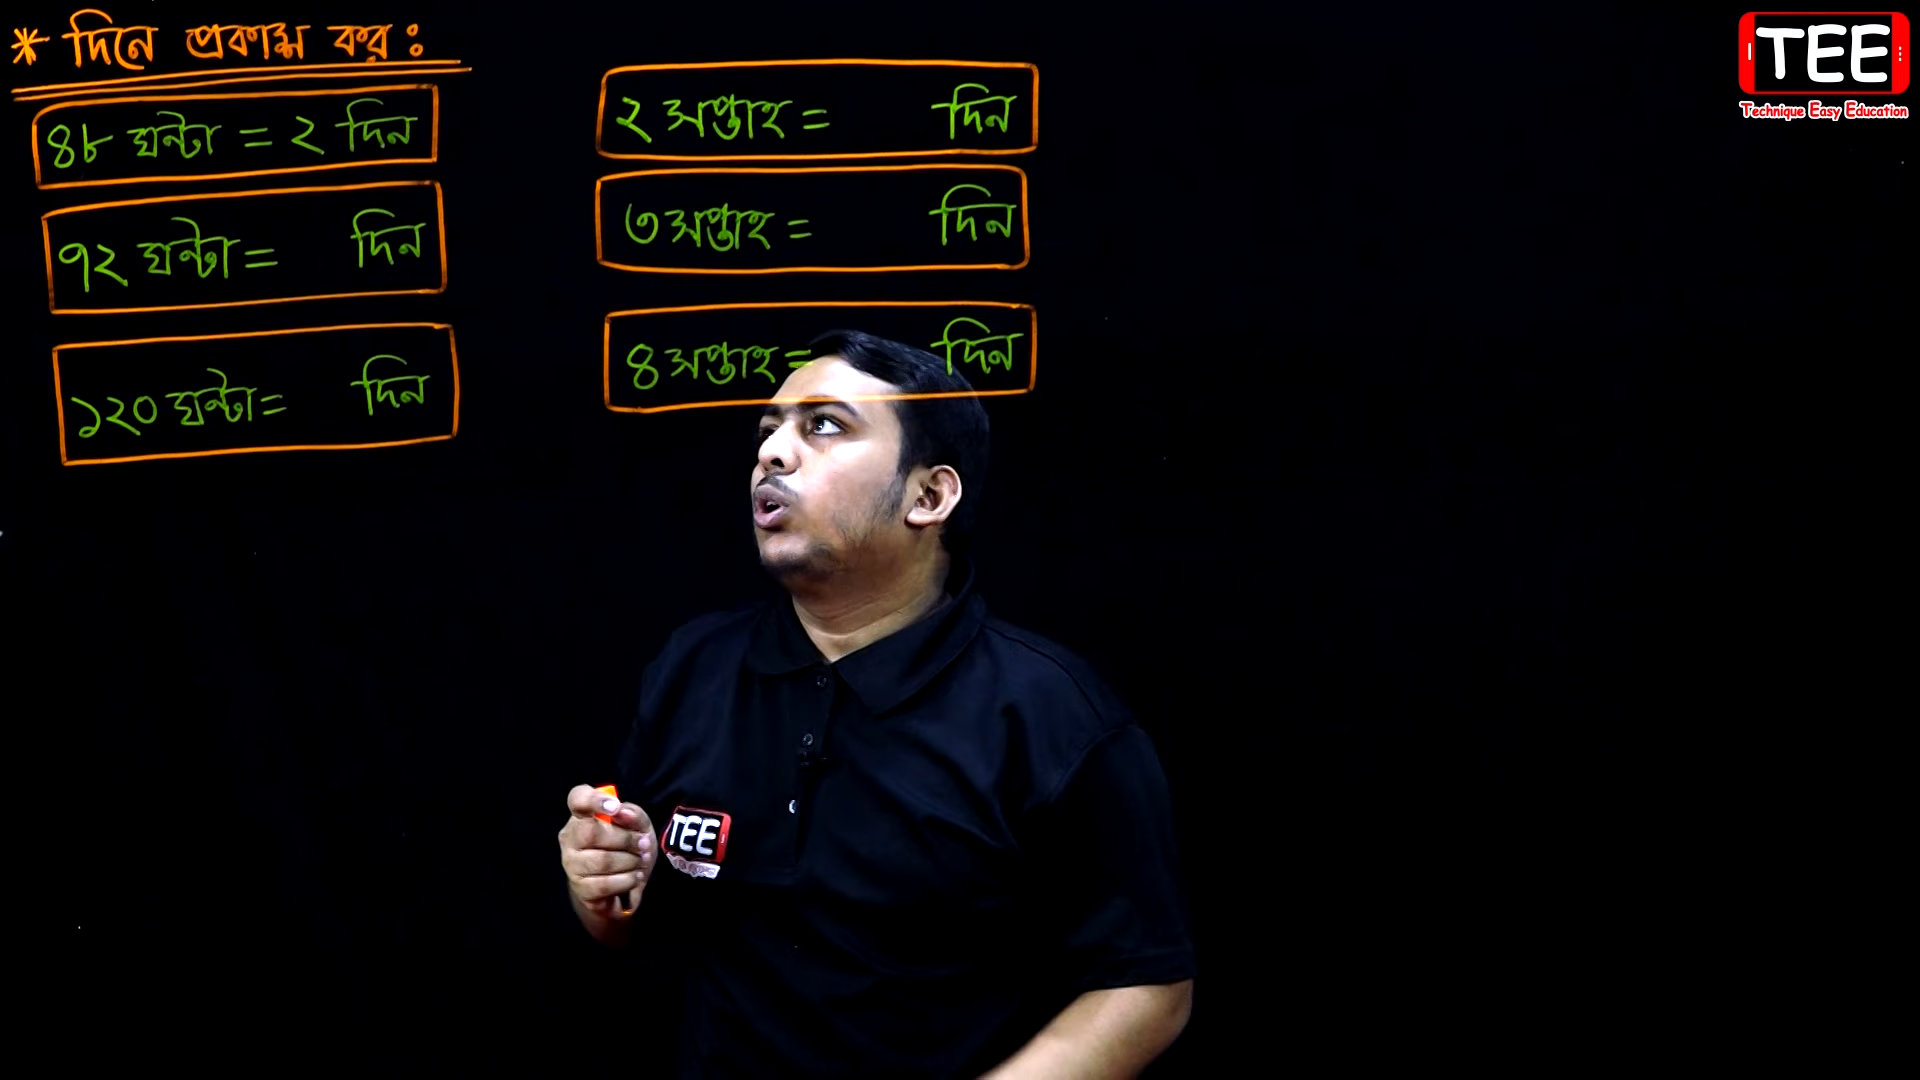 * দিনে প্রকাশ কর :
৪৮ ঘন্টা = ২ দিন
৭২ ঘন্টা = দিন
১২০ ঘন্টা = দিন
২ সপ্তাহ = দিন
৩ সপ্তাহ = দিন
৪ সপ্তাহ = দিন
TEE
Technique Easy Education
TEE